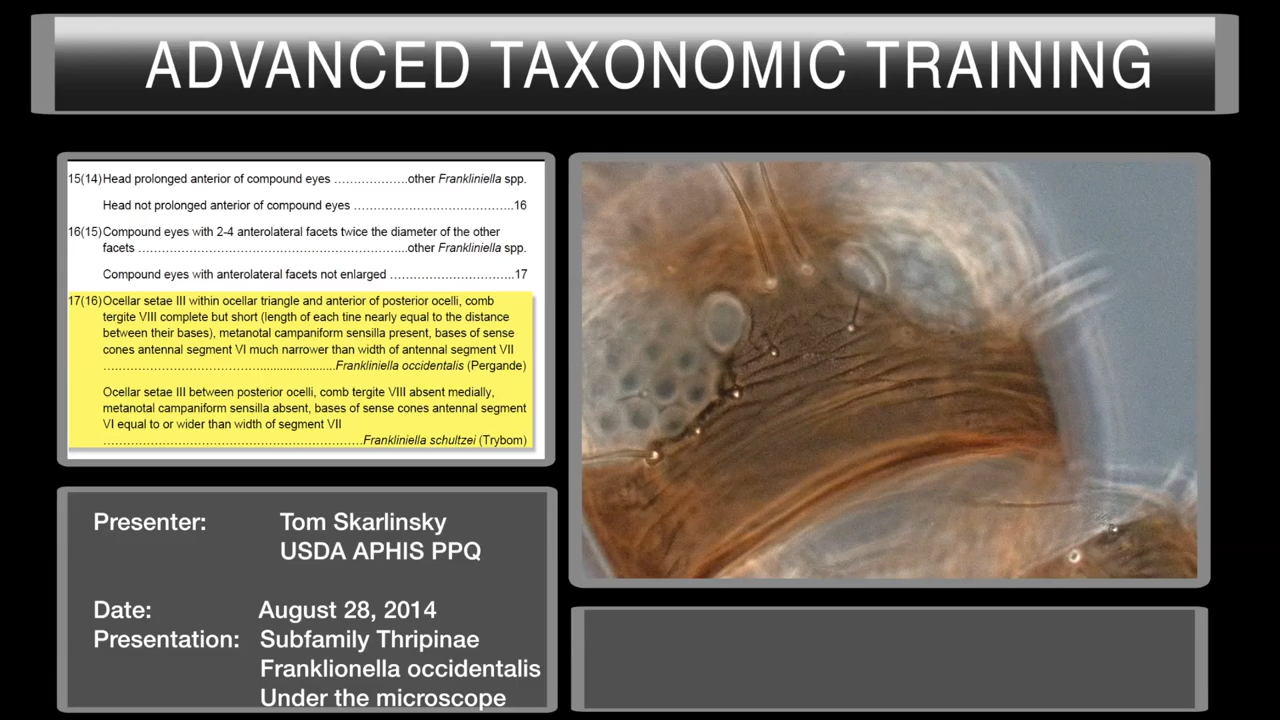 ADVANCED TAXONOMIC TRAINING
15(14)Head prolonged anterior of compound eyes ....................other Frankliniella spp.
Head not prolonged anterior of compound eyes ..........................................16
16(15)Compound eyes with 2-4 anterolateral facets twice the diameter of the other
facets .....................................................................other Frankliniella spp.
Compound eyes with anterolateral facets not enlarged ................................17
17(16)Ocellar setae III within ocellar triangle and anterior of posterior ocelli, comb
tergite VIII complete but short (length of each tine nearly equal to the distance
between their bases), metanotal campaniform sensilla present, bases of sense
cones antennal segment VI much narrower than width of antennal segment VII
............................................................Frankliniella occidentalis (Pergande)
Ocellar setae III between posterior ocelli, comb tergite VIII absent medially,
metanotal campaniform sensilla absent, bases of sense cones antennal segment
VI equal to or wider than width of segment VII
..................................................................Frankliniella schultzei (Trybom)
Presenter: Tom Skarlinsky
USDA APHIS PPQ
Date: August 28, 2014
Presentation: Subfamily Thripinae
Franklionella occidentalis
Under the microscope